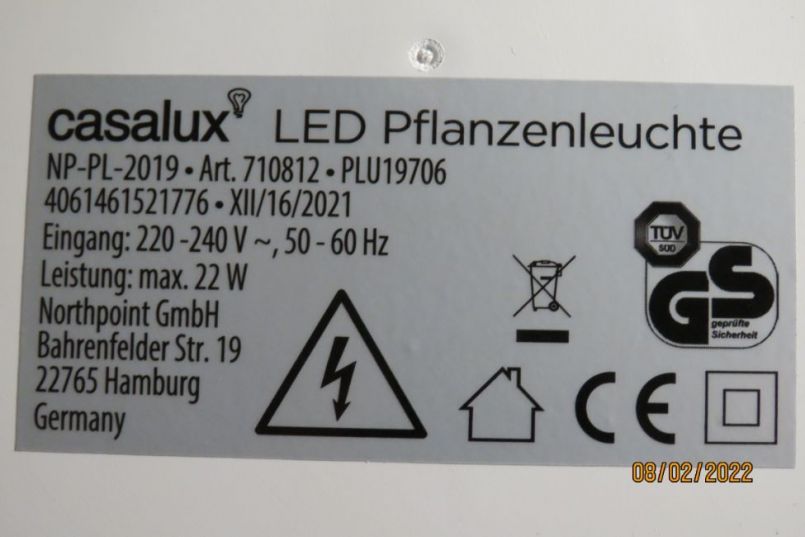 casalux LED Pflanzenleuchte
NP-PL-2019 • Art. 710812 • PLU19706
4061461521776 • XII/16/2021
Eingang: 220 -240 V ~, 50 - 60 Hz
Leistung: max. 22 W
Northpoint GmbH
Bahrenfelder Str. 19
22765 Hamburg
Germany
TÜV
SÜD
GS
geprüfte
Sicherheit
CE
08/02/2022